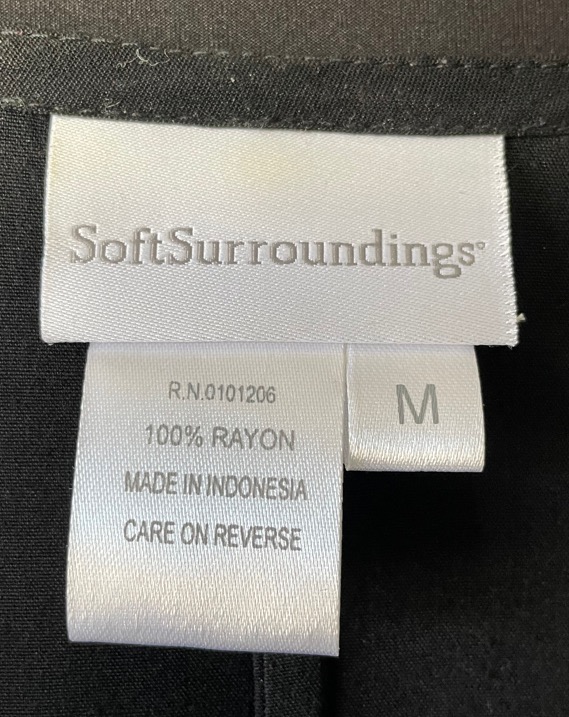 SoftSurroundings®
R.N.0101206
M
100% RAYON
MADE IN INDONESIA
CARE ON REVERSE